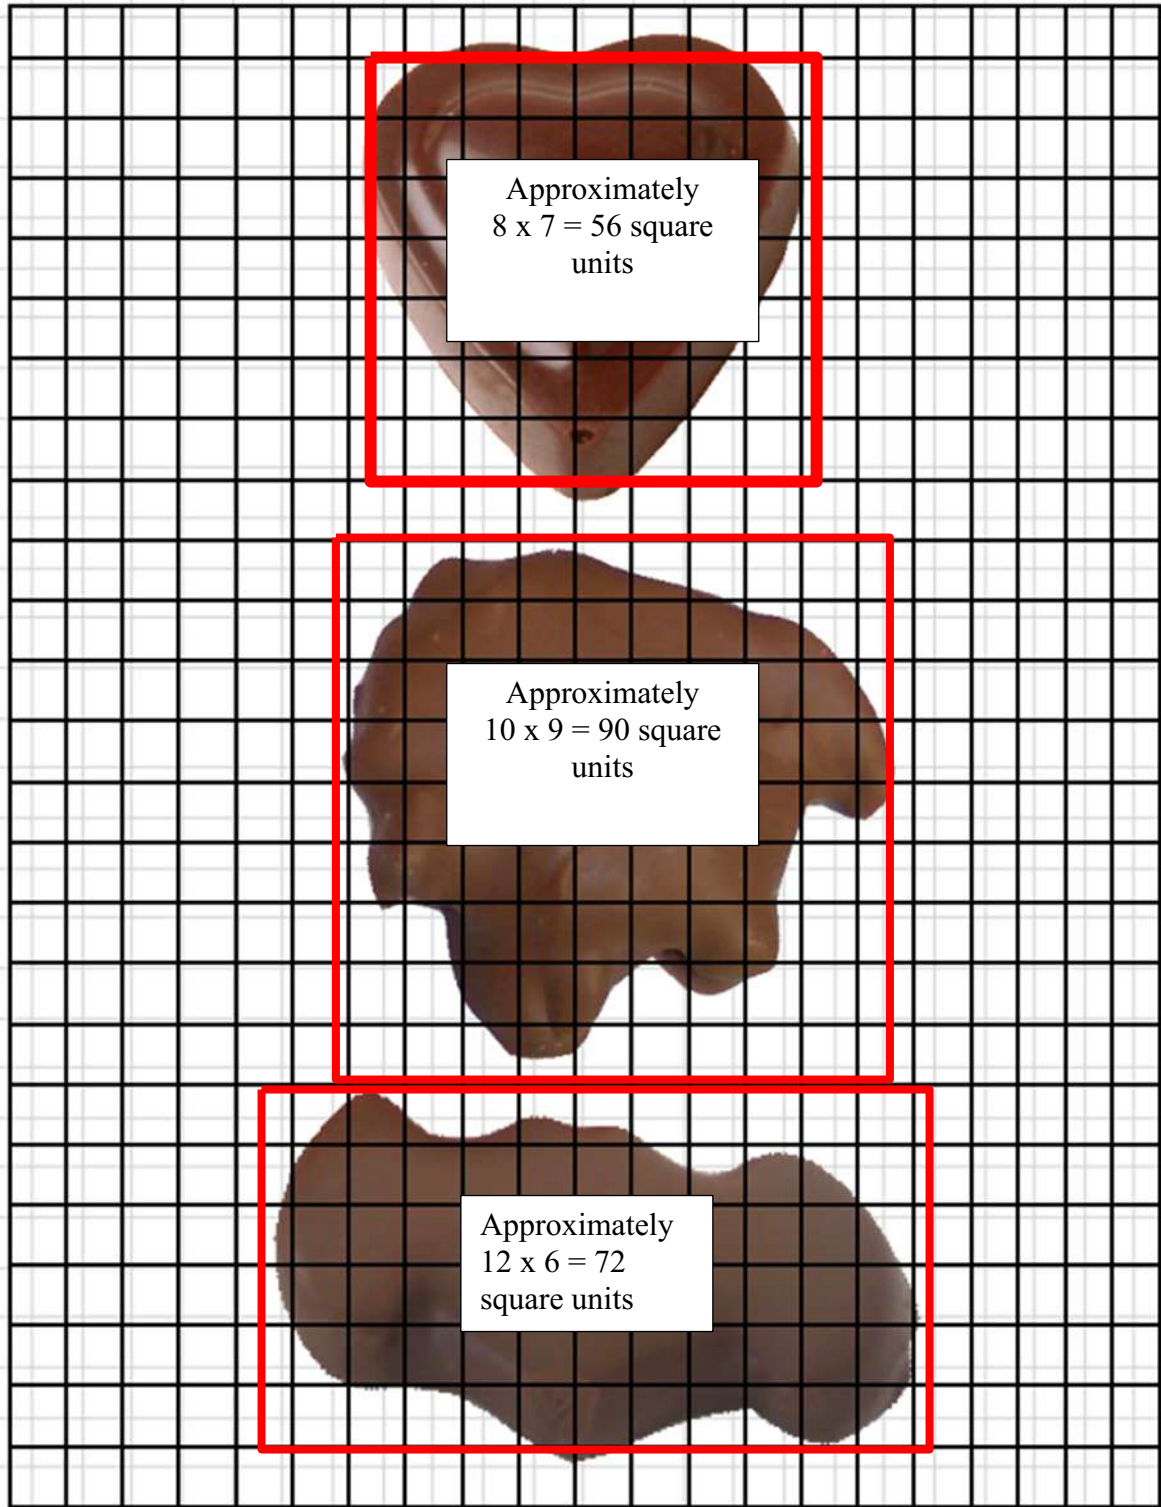 Approximately
8 x 7 = 56 square
units
Approximately
10 x 9 = 90 square
units
Approximately
12 x 6 = 72
square units